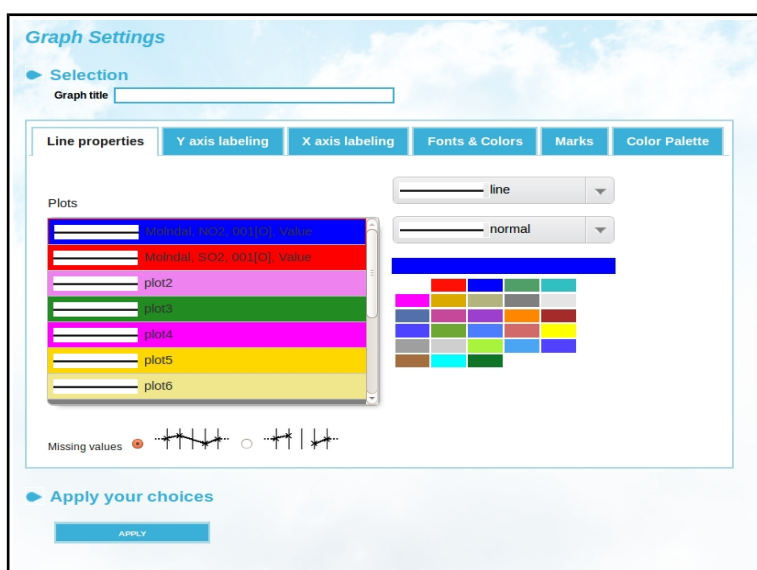 Graph Settings
Selection
Graph title
Line properties Y axis labeling X axis labeling Fonts & Colors Marks Color Palette
Plots
line
normal
Molndal, NO2, 001[O], Value
Molndal, SO2, 001[O], Value
plot2
plot3
plot4
plot5
plot6
Missing values
Apply your choices
APPLY